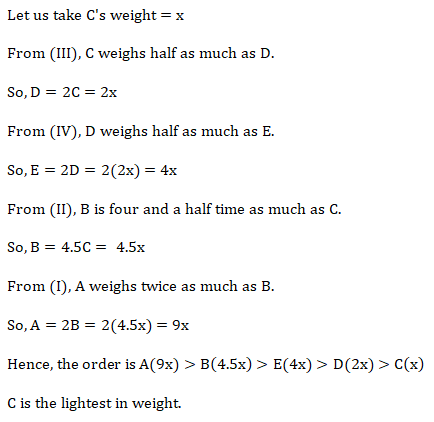 Let us take C's weight = x
From (III), C weighs half as much as D.
So, D = 2C = 2x
From (IV), D weighs half as much as E.
So, E = 2D = 2(2x) = 4x
From (II), B is four and a half time as much as C.
So, B = 4.5C = 4.5x
From (I), A weighs twice as much as B.
So, A = 2B = 2(4.5x) = 9x
Hence, the order is A(9x) > B(4.5x) > E(4x) > D(2x) > C(x)
C is the lightest in weight.